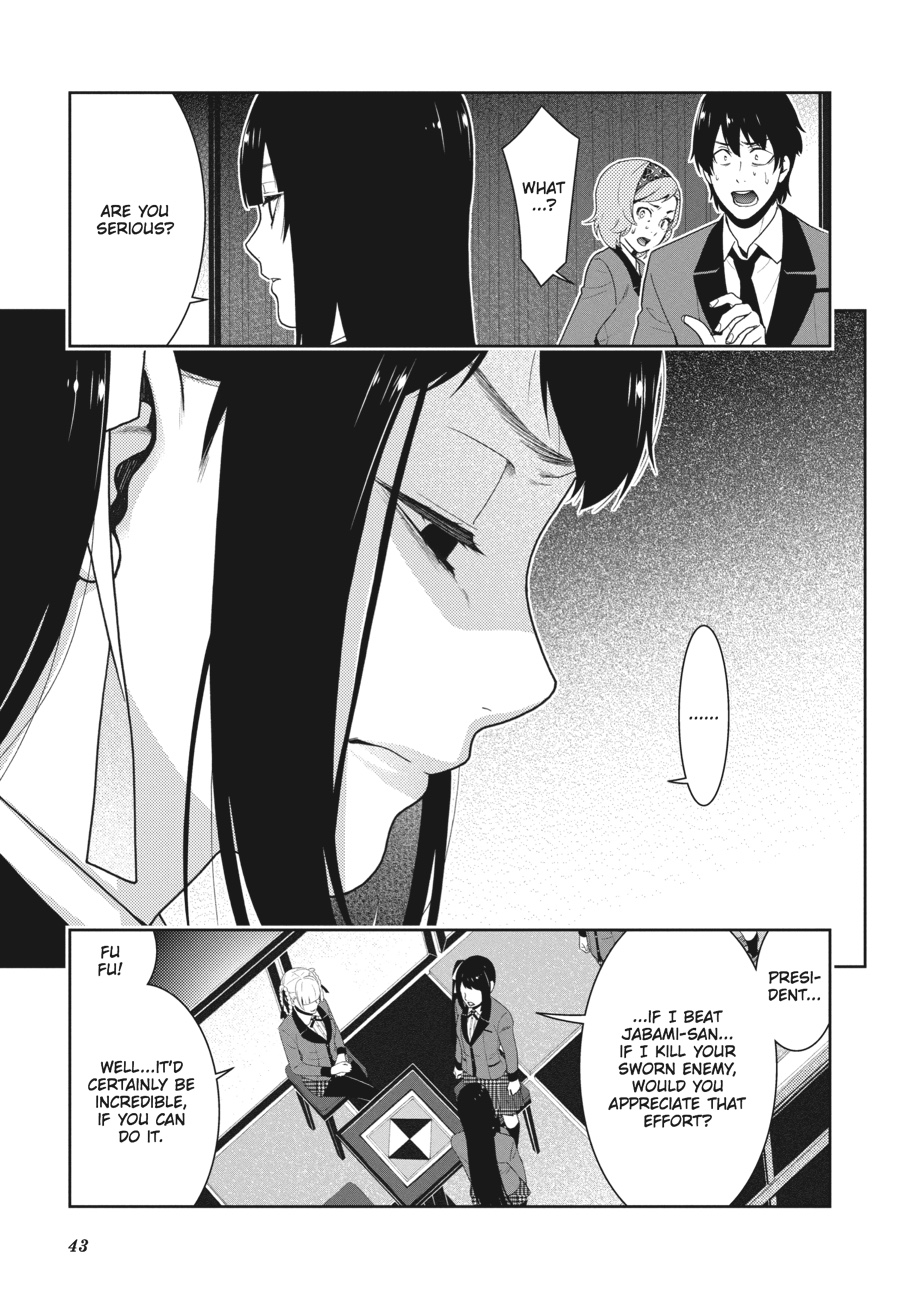 WHAT
...?
ARE YOU
SERIOUS?
......
PRESI-
DENT...
...IF I BEAT
JABAMI-SAN...
IF I KILL YOUR
SWORN ENEMY,
WOULD YOU
APPRECIATE THAT
EFFORT?
FU
FU!
WELL...IT'D
CERTAINLY BE
INCREDIBLE,
IF YOU CAN
DO IT.
43